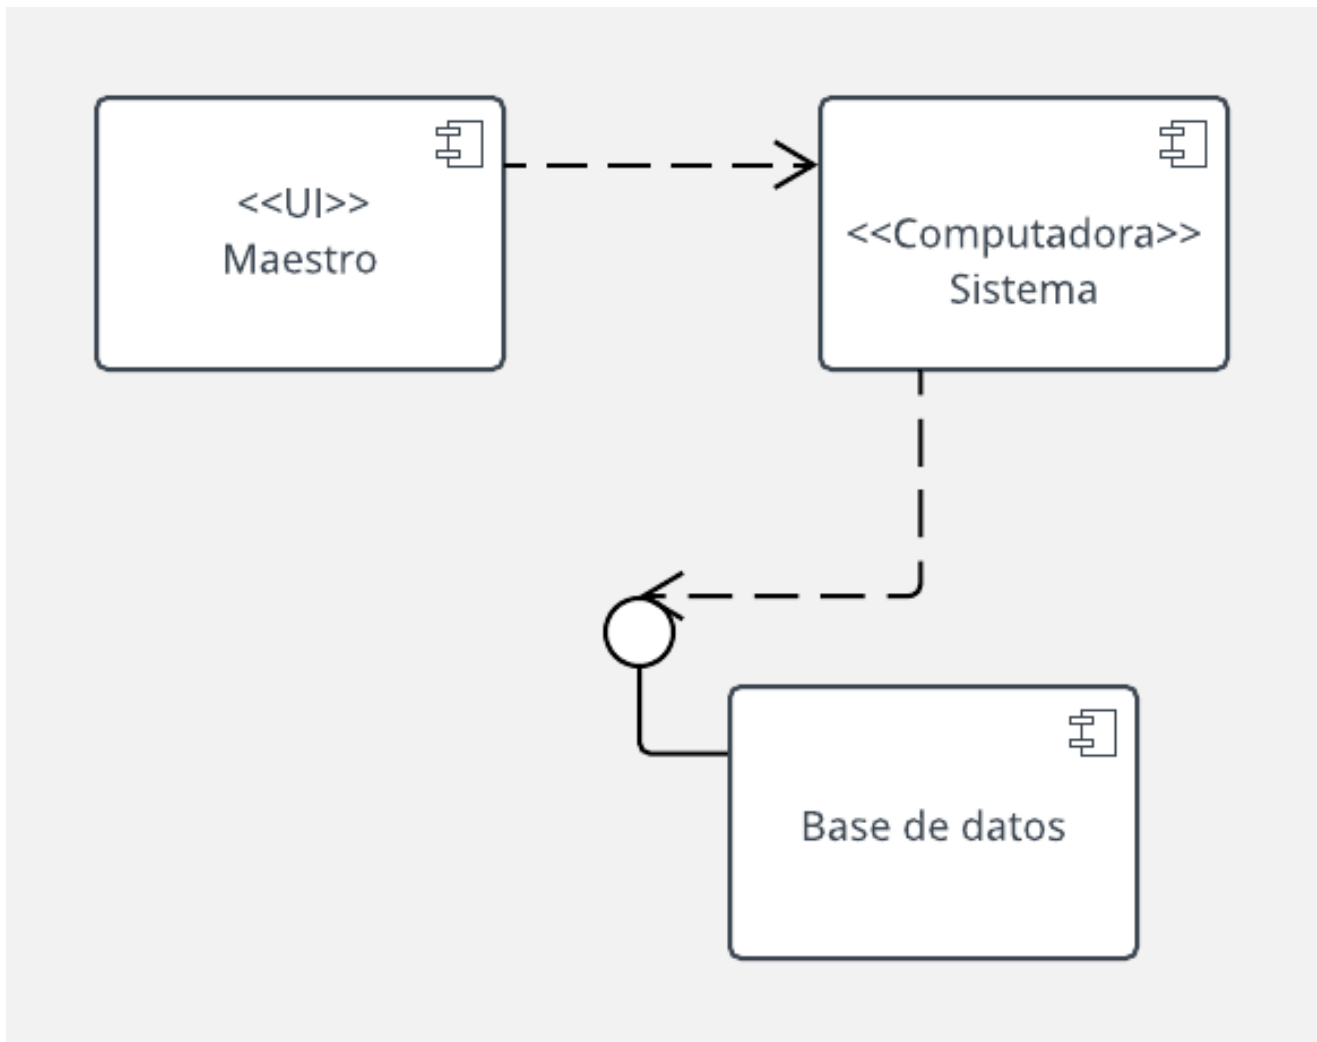 <<UI>>
Maestro
<<Computadora>>
Sistema
Base de datos